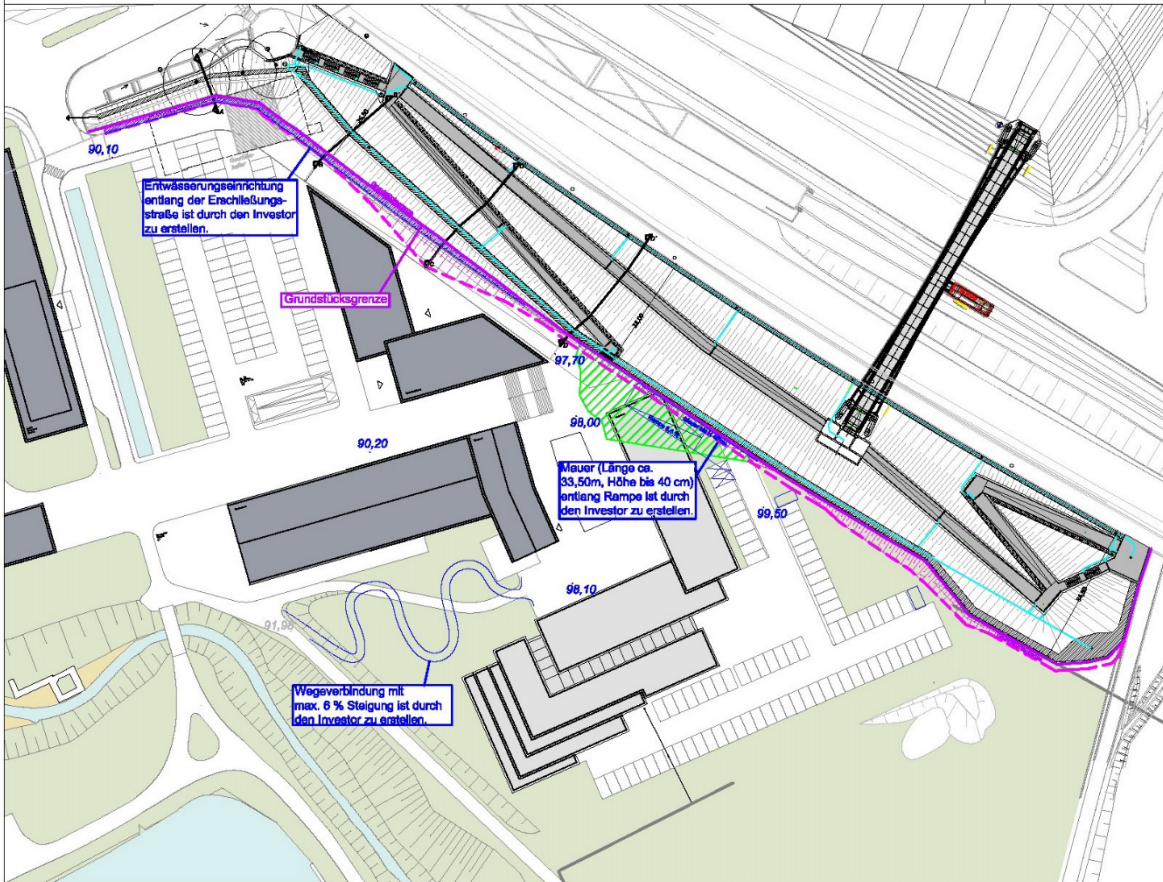 90,10
Entwässerungseinrichtung
entlang der Erschließungs-
straße ist durch den Investor
zu erstellen.
Grundstücksgrenze
97,70
98,00
90,20
Mauer (Länge ca.
33,50m, Höhe bis 40 cm)
entlang Rampe ist durch
den Investor zu erstellen.
99,50
98,10
91,96
Wegeverbindung mit
max. 6 % Steigung ist durch
den Investor zu erstellen.